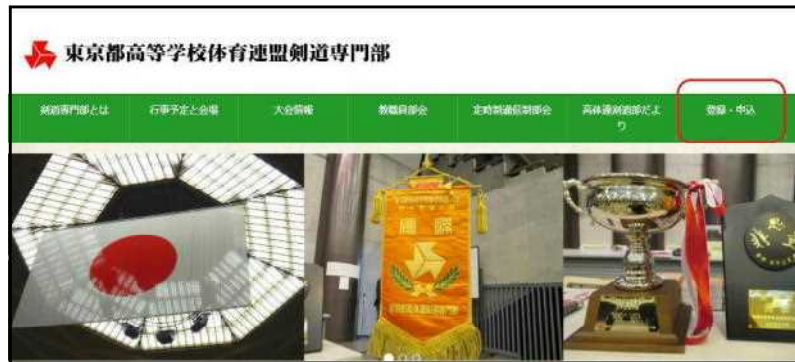 東京都高等学校体育連盟剣道専門部
剣道専門部とは
行事予定と会場
大会情報
教職員部会
定時制通信制部会
高体連剣道部だよ
り
登録・申込
優勝